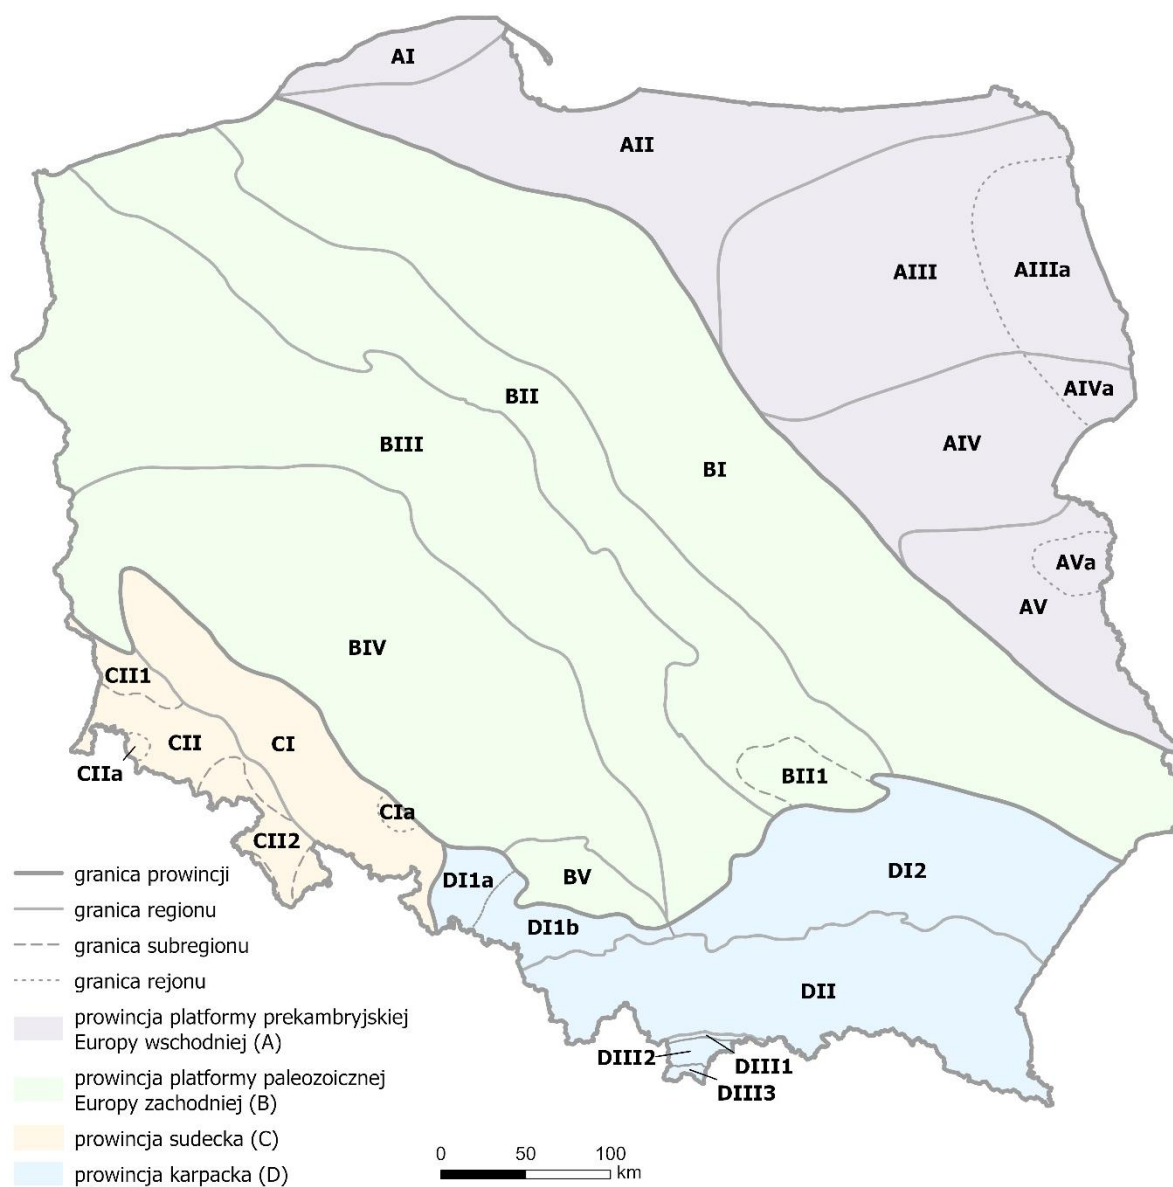 AI
AII
AIII
AIIIa
AIVa
BII
BIII
AIV
BI
AVa
AV
BIV
CII1
CII
CI
CIIa
BII1
CIa
CII2
DI1a
BV
DI2
DI1b
DII
DIII2
DIII1
DIII3
granica prowincji
granica regionu
granica subregionu
granica rejonu
prowincja platformy prekambryjskiej
Europy wschodniej (A)
prowincja platformy paleozoicznej
Europy zachodniej (B)
prowincja sudecka (C)
prowincja karpacka (D)
0 50 100
km